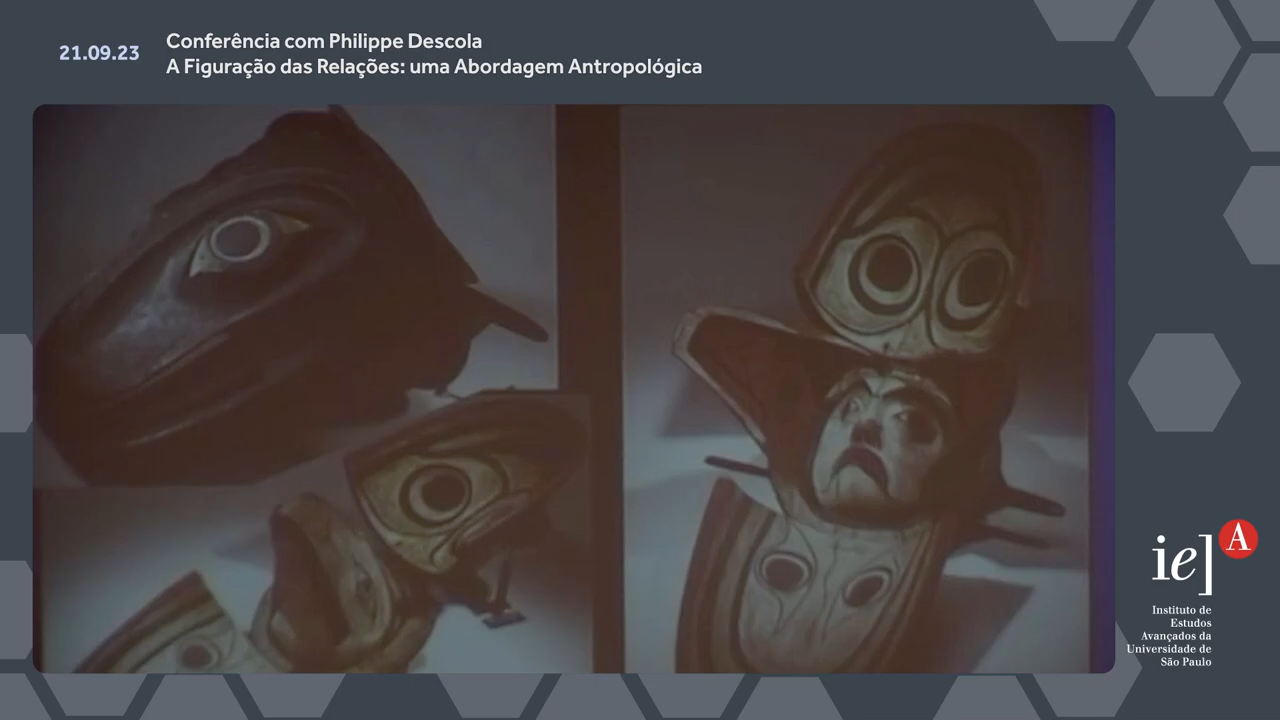 21.09.23
Conferência com Philippe Descola
A Figuração das Relações: uma Abordagem Antropológica
ie]A
Instituto de
Estudos
Avançados da
Universidade de
São Paulo